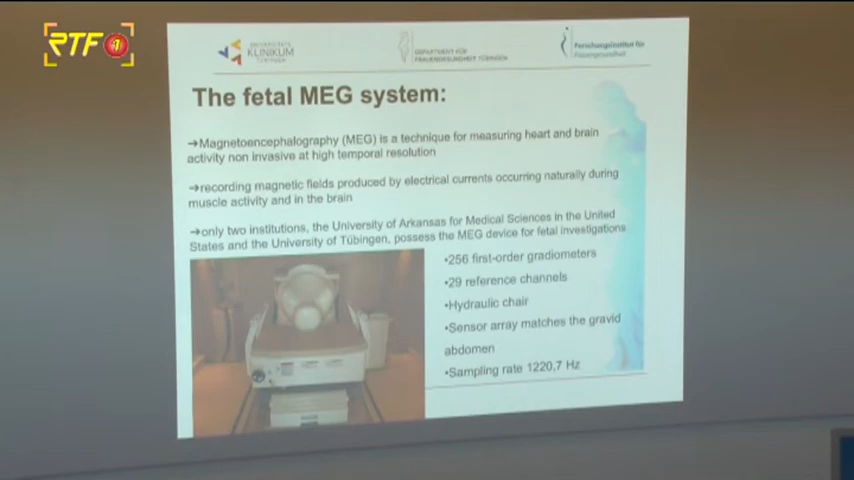 RTF 1
UNIVERSITÄTS
KLINIKUM
TÜBINGEN
DEPARTMENT FÜR
FRAUENGESUNDHEIT TÜBINGEN
Forschungsinstitut für
Frauengesundheit
The fetal MEG system:
→Magnetoencephalography (MEG) is a technique for measuring heart and brain
activity non invasive at high temporal resolution
→recording magnetic fields produced by electrical currents occurring naturally during
muscle activity and in the brain
→only two institutions, the University of Arkansas for Medical Sciences in the United
States and the University of Tübingen, possess the MEG device for fetal investigations
•256 first-order gradiometers
•29 reference channels
•Hydraulic chair
•Sensor array matches the gravid
abdomen
•Sampling rate 1220,7 Hz